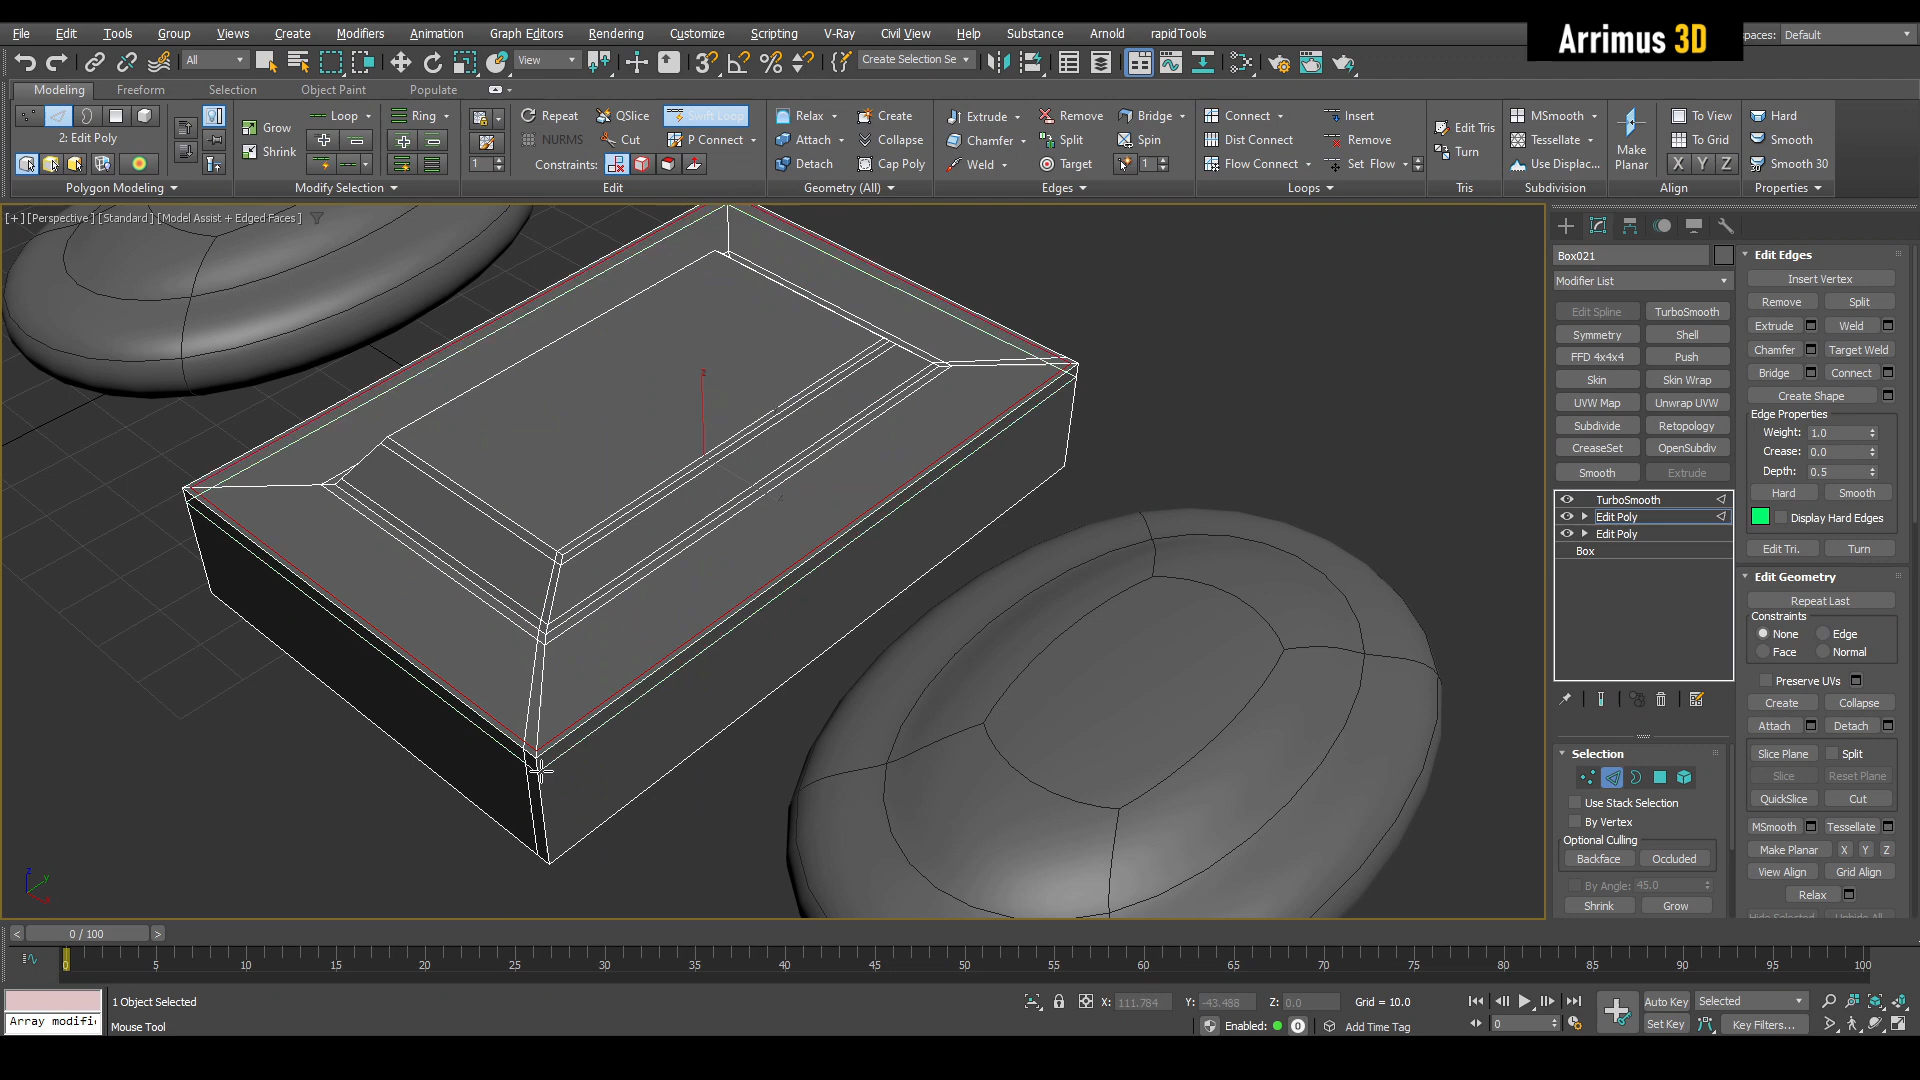 Arrimus 3D
File Edit Tools Group Views Create Modifiers Animation Graph Editors Rendering Customize Scripting V-Ray Civil View Help Substance Arnold rapidTools
paces: Default
All View Create Selection Se
Modeling Freeform Selection Object Paint Populate
Loop Ring Repeat QSlice Swift Loop Relax Create Extrude Remove Bridge Connect Insert MSmooth To View Hard
2: Edit Poly Grow NURMS Cut P Connect Attach Collapse Chamfer Split Spin Dist Connect Remove Edit Tris Tessellate Make Planar To Grid Smooth
Shrink 1 Constraints: Detach Cap Poly Weld Target 1 Flow Connect Set Flow Turn Use Displac... X Y Z Smooth 30
Polygon Modeling Modify Selection Edit Geometry (All) Edges Loops Tris Subdivision Align Properties
[+] [Perspective] [Standard] [Model Assist + Edged Faces]
z
z y
Box021
Modifier List
Edit Spline TurboSmooth
Symmetry Shell
FFD 4x4x4 Push
Skin Skin Wrap
UVW Map Unwrap UVW
Subdivide Retopology
CreaseSet OpenSubdiv
Smooth Extrude
TurboSmooth
Edit Poly
Edit Poly
Box
Selection
Use Stack Selection
By Vertex
Optional Culling
Backface Occluded
By Angle: 45.0
Shrink Grow
Edit Edges
Insert Vertex
Remove Split
Extrude Weld
Chamfer Target Weld
Bridge Connect
Create Shape
Edge Properties
Weight: 1.0
Crease: 0.0
Depth: 0.5
Hard Smooth
Display Hard Edges
Edit Tri. Turn
Edit Geometry
Repeat Last
Constraints
None Edge
Face Normal
Preserve UVs
Create Collapse
Attach Detach
Slice Plane Split
Slice Reset Plane
QuickSlice Cut
MSmooth Tessellate
Make Planar X Y Z
View Align Grid Align
Relax
Hide Selected Unhide All
< 0 / 100 >
0 5 10 15 20 25 30 35 40 45 50 55 60 65 70 75 80 85 90 95 100
1 Object Selected X: 111.784 Y: -43.488 Z: 0.0 Grid = 10.0 Auto Key Selected
Array modifi Mouse Tool Enabled: 0 Add Time Tag 0 Set Key Key Filters...